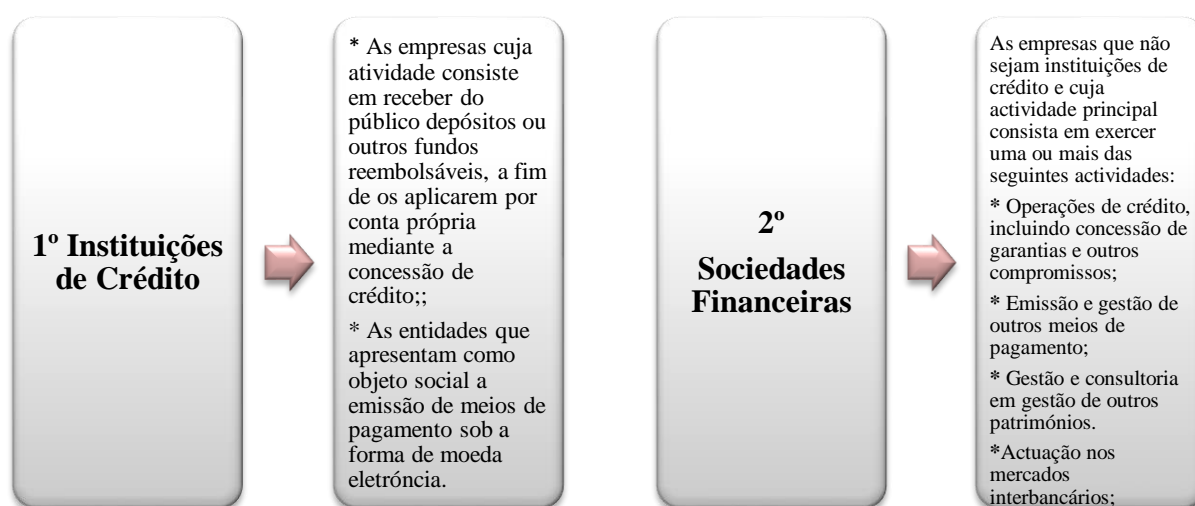 1º Instituições
de Crédito
* As empresas cuja
atividade consiste
em receber do
público depósitos ou
outros fundos
reembolsáveis, a fim
de os aplicarem por
conta própria
mediante a
concessão de
crédito;;
* As entidades que
apresentam como
objeto social a
emissão de meios de
pagamento sob a
forma de moeda
eletróncia.
2º
Sociedades
Financeiras
As empresas que não
sejam instituições de
crédito e cuja
actividade principal
consista em exercer
uma ou mais das
seguintes actividades:
* Operações de crédito,
incluindo concessão de
garantias e outros
compromissos;
* Emissão e gestão de
outros meios de
pagamento;
* Gestão e consultoria
em gestão de outros
patrimónios.
*Actuação nos
mercados
interbancários;